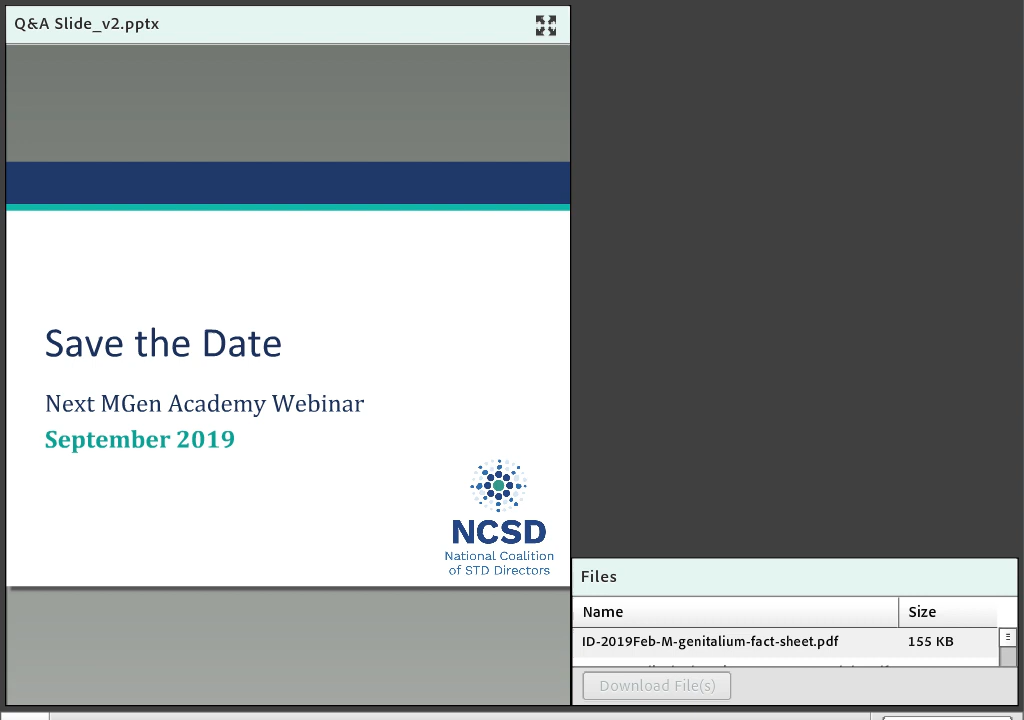 Q&A Slide_v2.pptx
Save the Date
Next MGen Academy Webinar
September 2019
NCSD
National Coalition
of STD Directors
Files
Name Size
ID-2019Feb-M-genitalium-fact-sheet.pdf 155 KB
Download File(s)